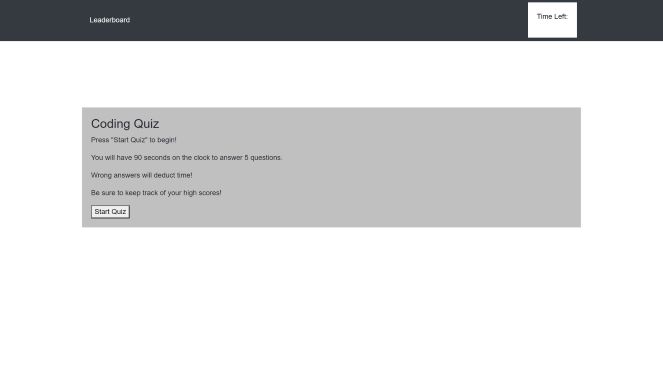 Leaderboard
Time Left:
Coding Quiz
Press "Start Quiz" to begin!
You will have 90 seconds on the clock to answer 5 questions.
Wrong answers will deduct time!
Be sure to keep track of your high scores!
Start Quiz